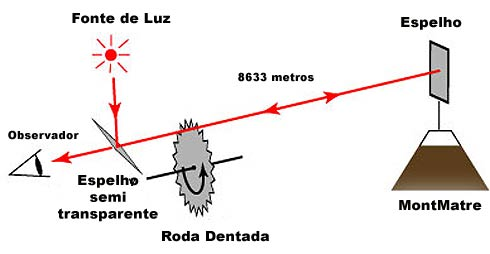 Fonte de Luz
Espelho
8633 metros
Observador
Espelho
semi
transparente
MontMatre
Roda Dentada